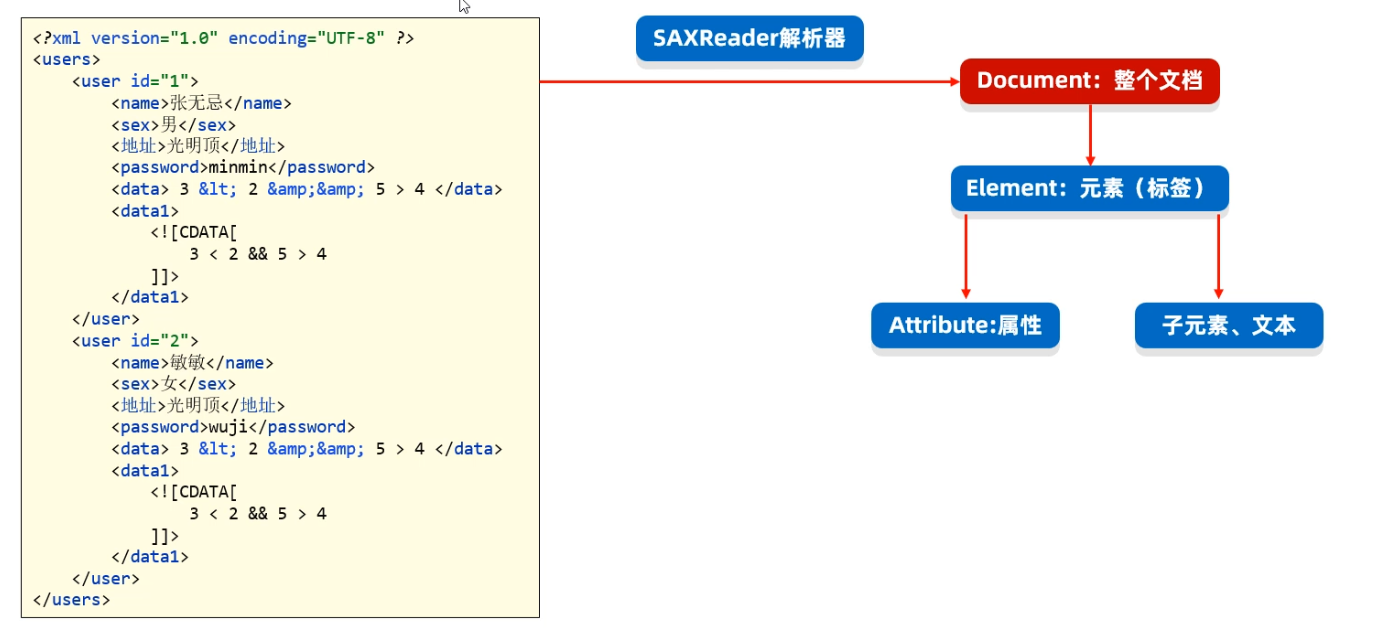 <?xml version="1.0" encoding="UTF-8" ?>
<users>
    <user id="1">
        <name>张无忌</name>
        <sex>男</sex>
        <地址>光明顶</地址>
        <password>minmin</password>
        <data> 3 &lt; 2 &amp;&amp; 5 > 4 </data>
        <data1>
            <![CDATA[
                3 < 2 && 5 > 4
            ]]>
        </data1>
    </user>
    <user id="2">
        <name>敏敏</name>
        <sex>女</sex>
        <地址>光明顶</地址>
        <password>wuji</password>
        <data> 3 &lt; 2 &amp;&amp; 5 > 4 </data>
        <data1>
            <![CDATA[
                3 < 2 && 5 > 4
            ]]>
        </data1>
    </user>
</users>
SAXReader解析器
Document：整个文档
Element：元素（标签）
Attribute:属性
子元素、文本